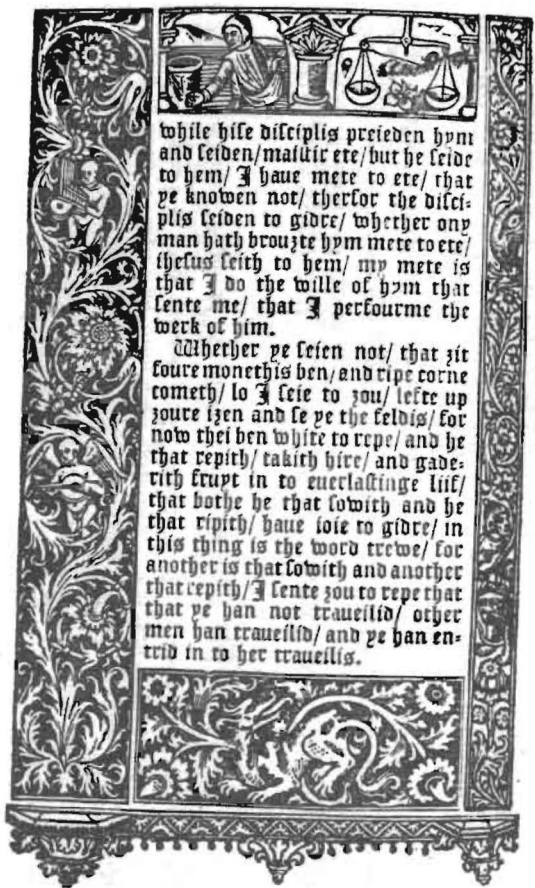 while hise disciplis preieden hym
and seiden/ maistir ete/ but he seide
to hem/ I haue mete to ete/ that
ye knowen not/ therfor the disci-
plis seiden to gidre/ whether ony
man hath brouȝte hym mete to ete/
ihesus seith to hem/ my mete is
that I do the wille of hym that
sente me/ that I perfourme the
werk of him.
Whether ye seien not/ that ȝit
foure monethis ben/ and ripe corne
cometh/ lo I seie to ȝou/ lefte up
ȝoure iȝen and se ye the feldis/ for
now thei ben white to repe/ and he
that repith/ takith hire/ and gade-
rith fruyt in to euerlastinge liif/
that bothe he that sowith and he
that ripith/ haue ioie to gidre/ in
this thing is the word trewe/ for
another is that sowith and another
that repith/ I sente ȝou to repe that
that ye han not traueilid/ other
men han traueilid/ and ye han en-
trid in to her traueilis.